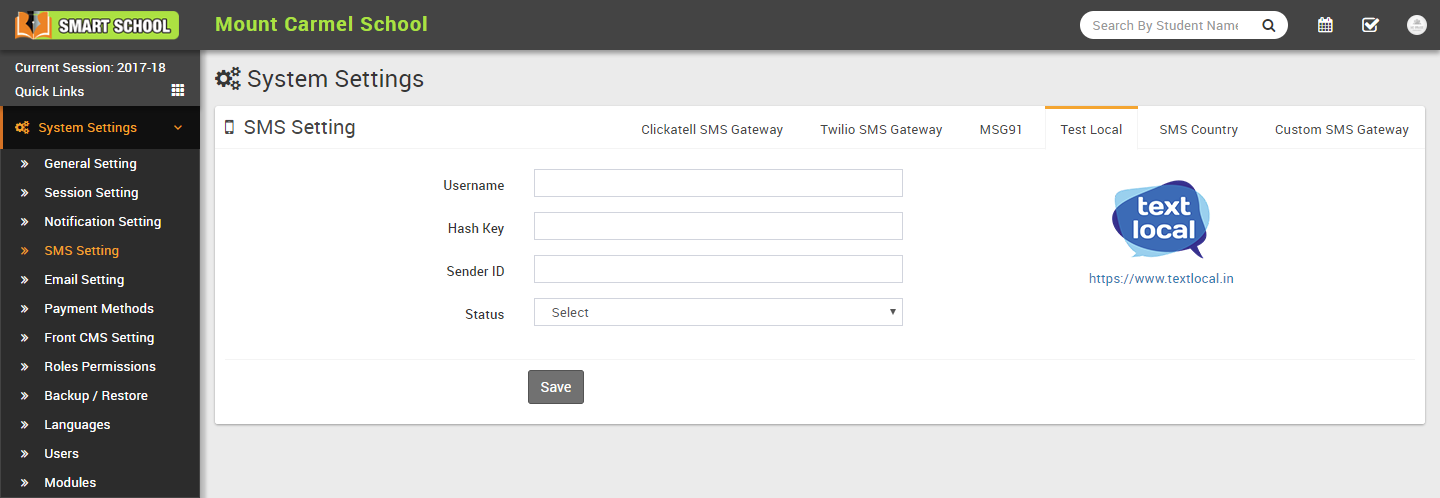 SMART SCHOOL
Mount Carmel School
Search By Student Name
Current Session: 2017-18
Quick Links
System Settings
General Setting
Session Setting
Notification Setting
SMS Setting
Email Setting
Payment Methods
Front CMS Setting
Roles Permissions
Backup / Restore
Languages
Users
Modules
System Settings
SMS Setting
Clickatell SMS Gateway
Twilio SMS Gateway
MSG91
Test Local
SMS Country
Custom SMS Gateway
Username
Hash Key
Sender ID
Status
Select
Save
text
local
https://www.textlocal.in